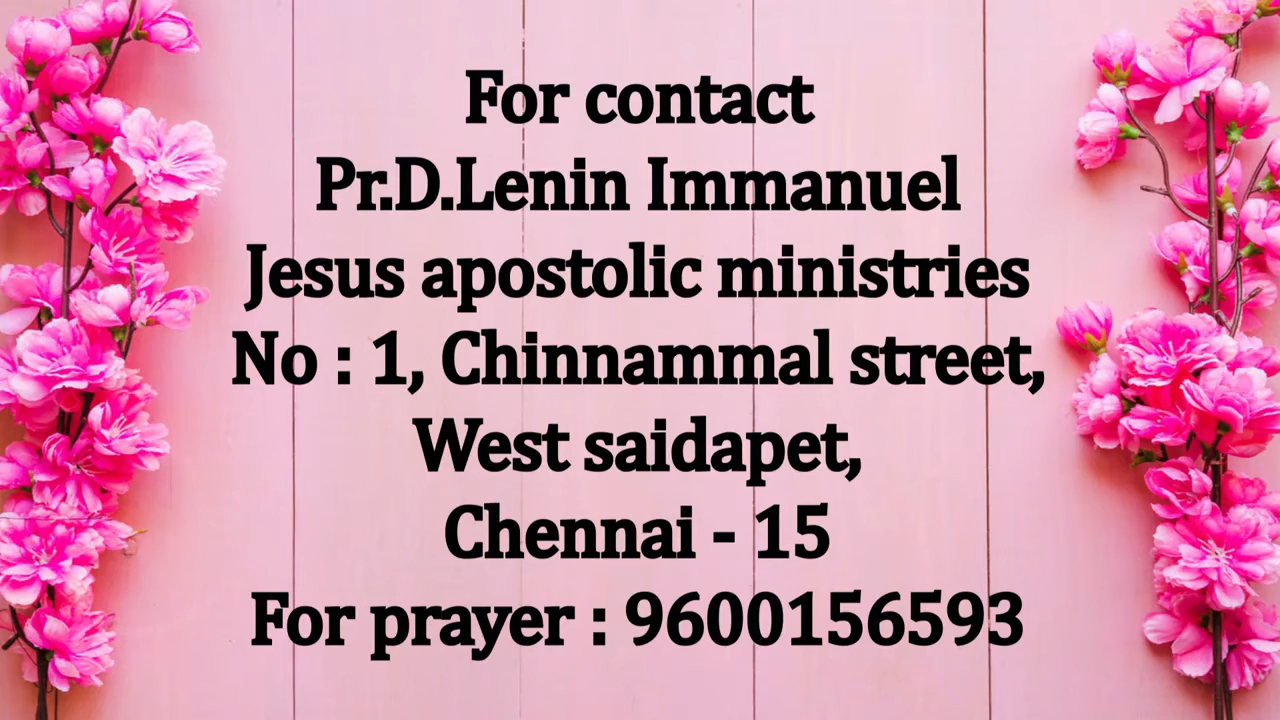 For contact
Pr.D.Lenin Immanuel
Jesus apostolic ministries
No : 1, Chinnammal street,
West saidapet,
Chennai - 15
For prayer : 9600156593